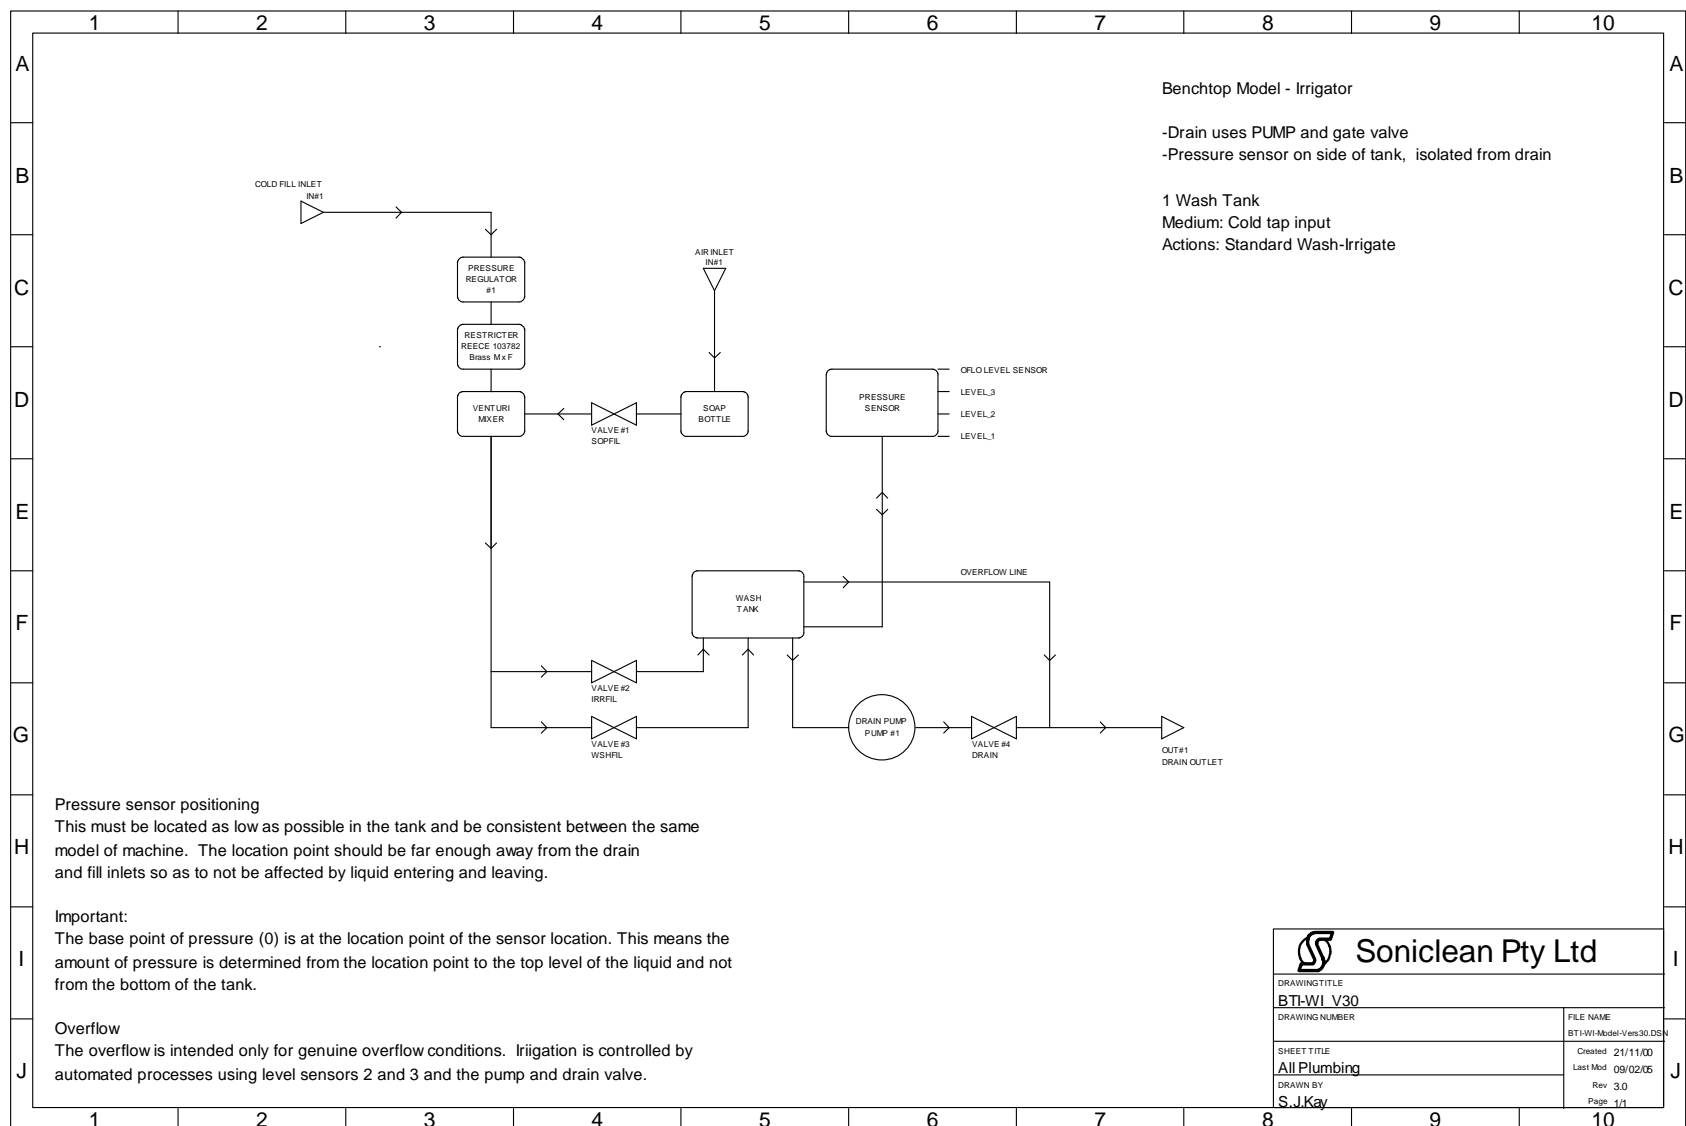 1 2 3 4 5 6 7 8 9 10
A A
B B
C C
D D
E E
F F
G G
H H
I I
J J
Benchtop Model - Irrigator
-Drain uses PUMP and gate valve
-Pressure sensor on side of tank, isolated from drain
1 Wash Tank
Medium: Cold tap input
Actions: Standard Wash-Irrigate
COLD FILL INLET
IN#1
PRESSURE
REGULATOR
#1
RESTRICTER
REECE 103782
Brass M x F
VENTURI
MIXER
VALVE #1
SOPFIL
AIR INLET
IN#1
SOAP
BOTTLE
PRESSURE
SENSOR
OFLO LEVEL SENSOR
LEVEL_3
LEVEL_2
LEVEL_1
WASH
TANK
OVERFLOW LINE
VALVE #2
IRRFIL
VALVE #3
WSHFIL
DRAIN PUMP
PUMP #1
VALVE #4
DRAIN
OUT#1
DRAIN OUTLET
Pressure sensor positioning
This must be located as low as possible in the tank and be consistent between the same
model of machine. The location point should be far enough away from the drain
and fill inlets so as to not be affected by liquid entering and leaving.
Important:
The base point of pressure (0) is at the location point of the sensor location. This means the
amount of pressure is determined from the location point to the top level of the liquid and not
from the bottom of the tank.
Overflow
The overflow is intended only for genuine overflow conditions. Iriigation is controlled by
automated processes using level sensors 2 and 3 and the pump and drain valve.
Soniclean Pty Ltd
DRAWING TITLE
BTI-WI_V30
DRAWING NUMBER
FILE NAME
BTI-WI-Model-Vers30.DSN
SHEET TITLE
All Plumbing
DRAWN BY
S.J.Kay
Created 21/11/00
Last Mod 09/02/05
Rev 3.0
Page 1/1
1 2 3 4 5 6 7 8 9 10